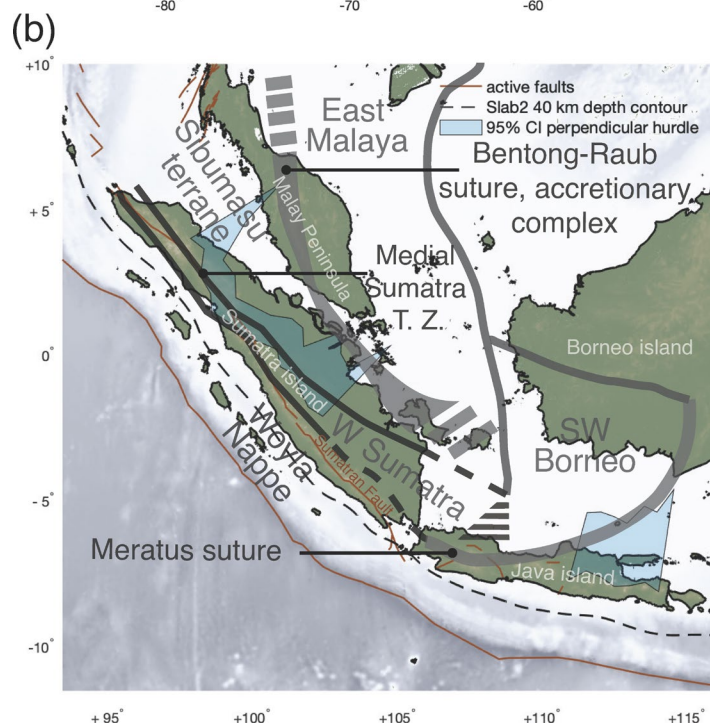 -80° -70° -60°
(b)
+10°
active faults
Slab2 40 km depth contour
95% CI perpendicular hurdle
East
Malaya
Sibumasu
terrane
Bentong-Raub
suture, accretionary
complex
+5°
Malay Peninsula
Medial
Sumatra
T. Z.
0°
Borneo island
Sumatra island
W Sumatra
SW
Borneo
Woyla
Nappe
Sumatran Fault
-5°
Meratus suture
Java island
-10°
+95° +100° +105° +110° +115°